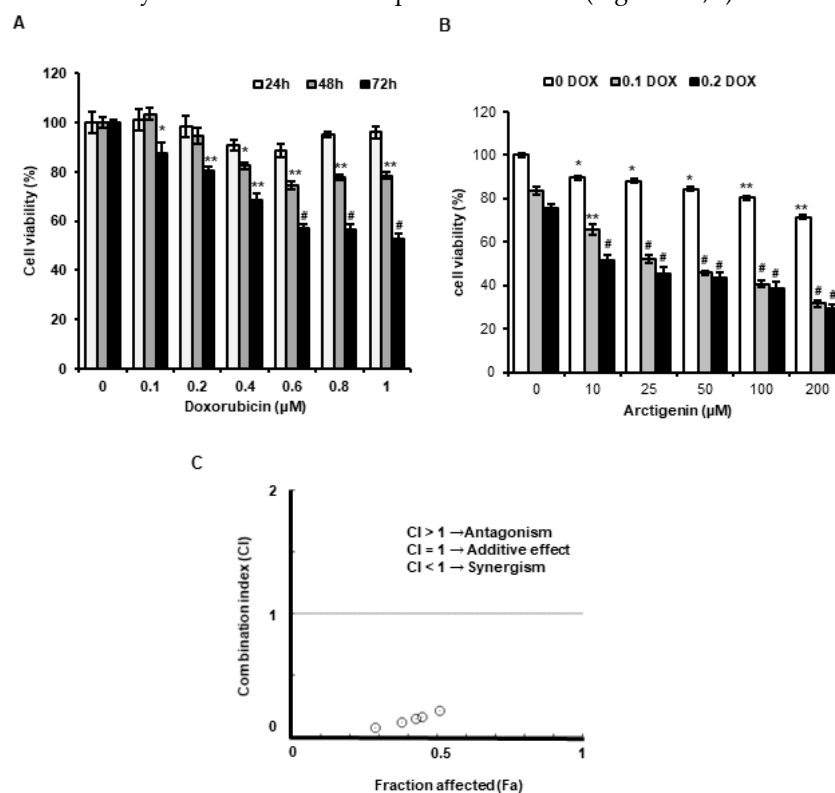 A
B
120
100
80
60
40
20
0
Cell viability (%)
24h 48h 72h
* ** * ** ** # ** # ** #
0 0.1 0.2 0.4 0.6 0.8 1
Doxorubicin (µM)
0 DOX 0.1 DOX 0.2 DOX
120
100
80
60
40
20
0
cell viability (%)
* ** # * # # * # # ** # # ** # #
0 10 25 50 100 200
Arctigenin (µM)
C
2
1
0
Combination index (CI)
CI > 1 →Antagonism
CI = 1 → Additive effect
CI < 1 → Synergism
0 0.5 1
Fraction affected (Fa)